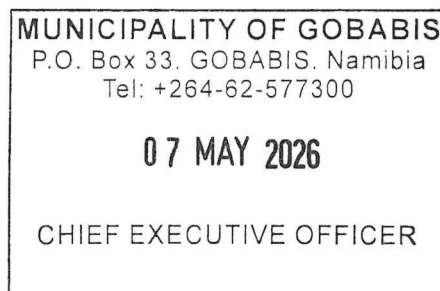 MUNICIPALITY OF GOBABIS
P.O. Box 33. GOBABIS. Namibia
Tel: +264-62-577300
07 MAY 2026
CHIEF EXECUTIVE OFFICER